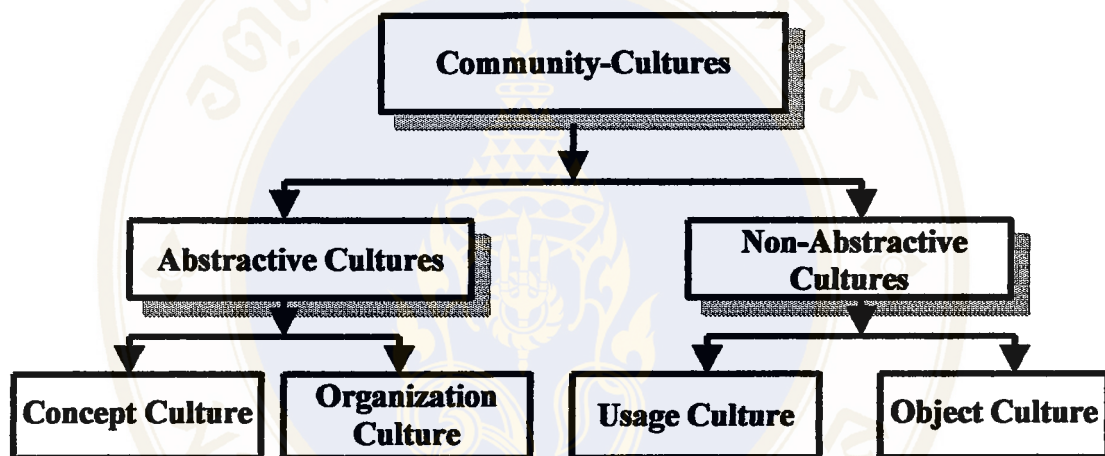 Community-Cultures
Abstractive Cultures
Non-Abstractive
Cultures
Concept Culture
Organization
Culture
Usage Culture
Object Culture